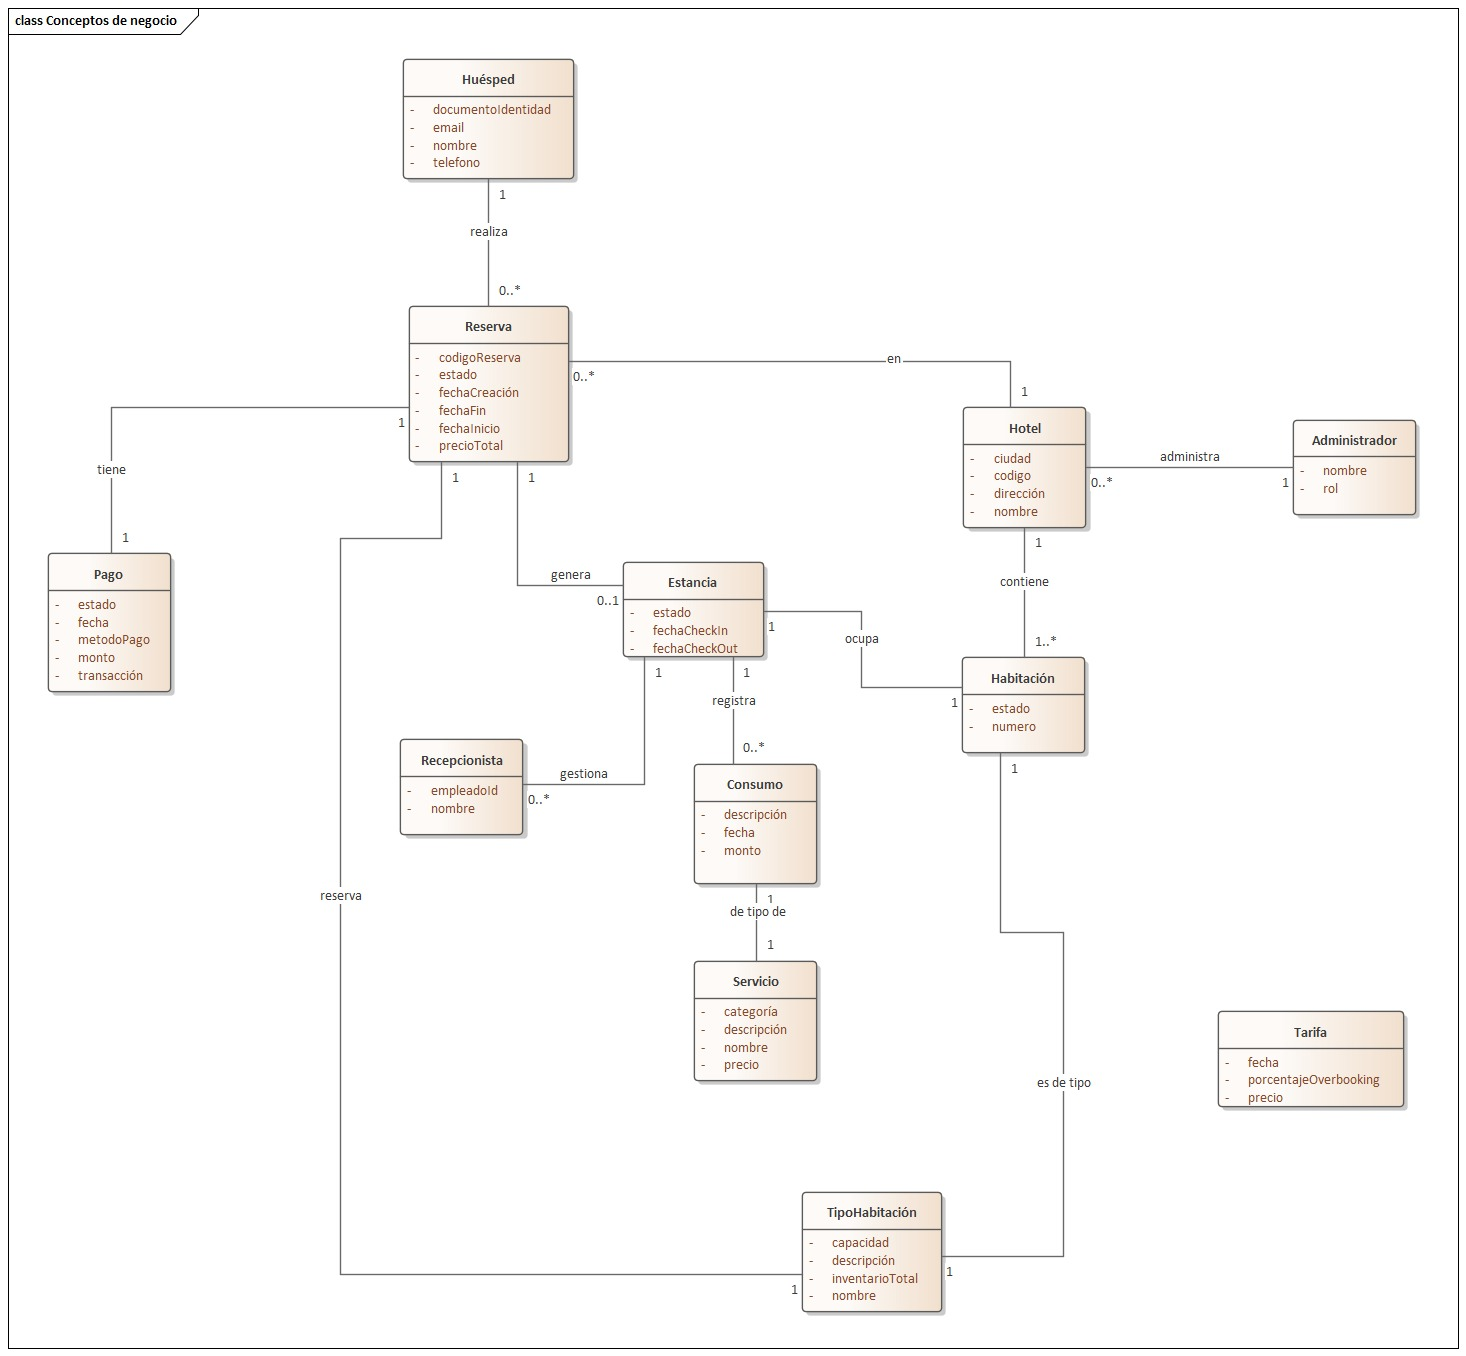 class Conceptos de negocio
Huésped
- documentoIdentidad
- email
- nombre
- telefono
1
realiza
0..*
Reserva
- codigoReserva
- estado
- fechaCreación
- fechaFin
- fechaInicio
- precioTotal
en
0..*
1
1
1
1
tiene
1
Hotel
- ciudad
- codigo
- dirección
- nombre
administra
0..*
1
Administrador
- nombre
- rol
1
contiene
1..*
Pago
- estado
- fecha
- metodoPago
- monto
- transacción
genera
0..1
Estancia
- estado
- fechaCheckIn
- fechaCheckOut
1
ocupa
1
Habitación
- estado
- numero
1
1
registra
0..*
1
Recepcionista
- empleadoId
- nombre
gestiona
0..*
Consumo
- descripción
- fecha
- monto
1
de tipo de
1
reserva
Servicio
- categoría
- descripción
- nombre
- precio
es de tipo
Tarifa
- fecha
- porcentajeOverbooking
- precio
TipoHabitación
- capacidad
- descripción
- inventarioTotal
- nombre
1
1